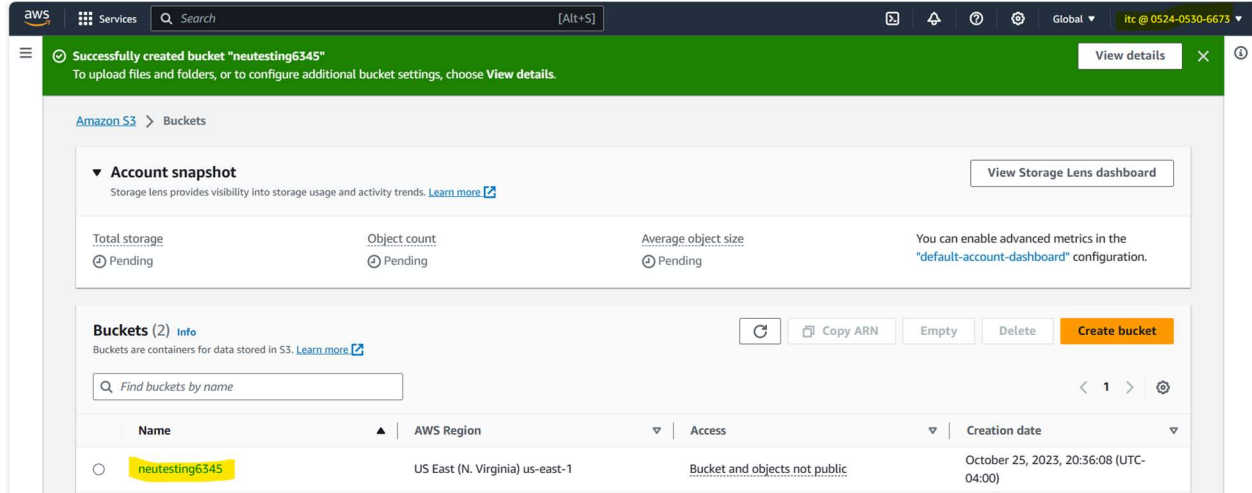 aws Services Search [Alt+S] Global itc @ 0524-0530-6673
Successfully created bucket "neutesting6345" View details
To upload files and folders, or to configure additional bucket settings, choose View details.
Amazon S3 > Buckets
Account snapshot View Storage Lens dashboard
Storage lens provides visibility into storage usage and activity trends. Learn more
Total storage Object count Average object size You can enable advanced metrics in the
Pending Pending Pending "default-account-dashboard" configuration.
Buckets (2) Info Copy ARN Empty Delete Create bucket
Buckets are containers for data stored in S3. Learn more
Find buckets by name < 1 >
Name AWS Region Access Creation date
neutesting6345 US East (N. Virginia) us-east-1 Bucket and objects not public October 25, 2023, 20:36:08 (UTC-
04:00)